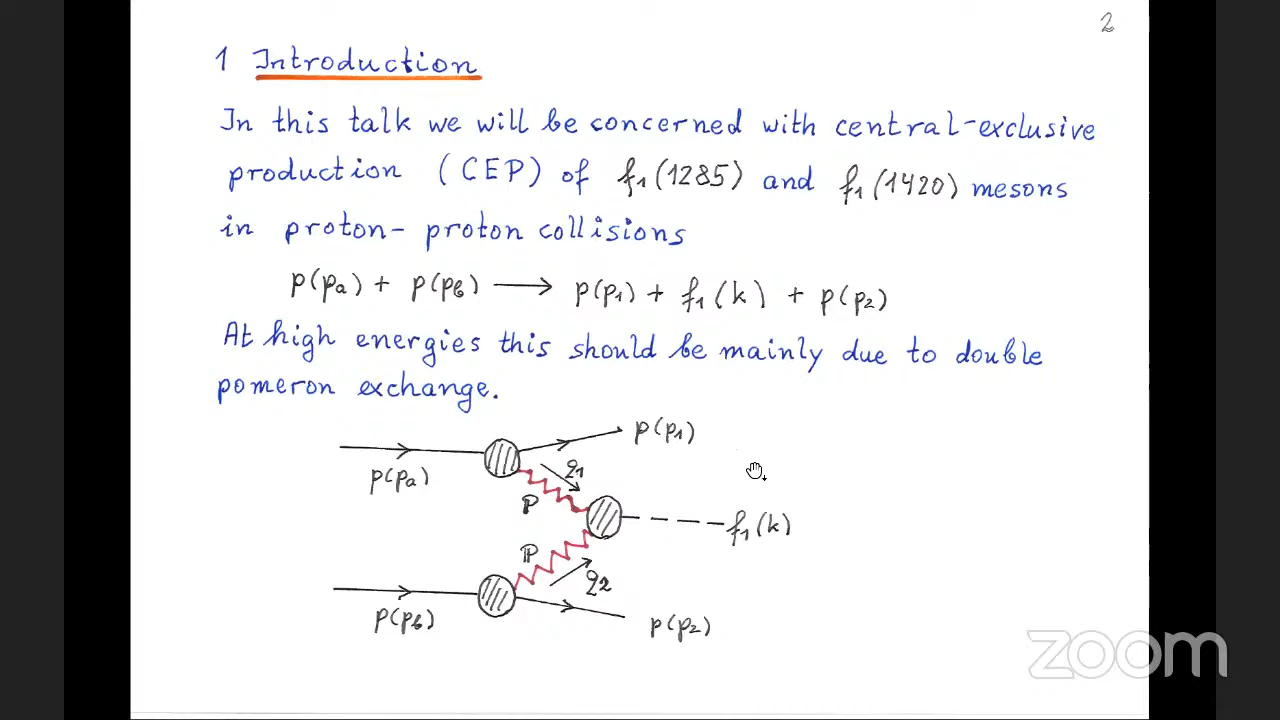 2
1 Introduction
In this talk we will be concerned with central-exclusive
production (CEP) of f₁(1285) and f₁(1420) mesons
in proton-proton collisions
p(pa) + p(pb) ⟶ p(p₁) + f₁(k) + p(p₂)
At high energies this should be mainly due to double
pomeron exchange.
p(p₁)
p(pa)
q₁
ℙ
f₁(k)
ℙ
q₂
p(pb)
p(p₂)
zoom